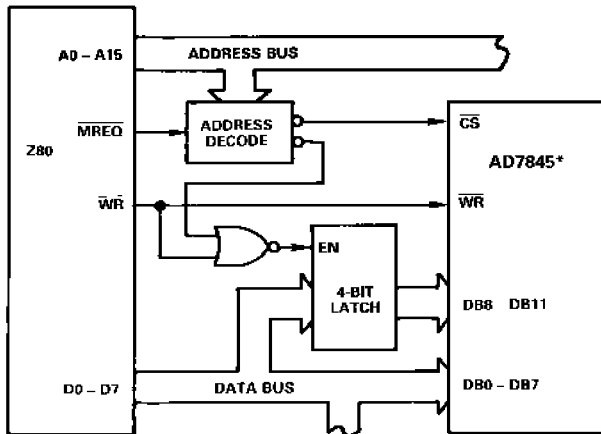 A0 – A15
ADDRESS BUS
MREQ
ADDRESS
DECODE
CS
Z80
AD7845*
WR
WR
EN
4-BIT
LATCH
DB8 DB11
D0 – D7
DATA BUS
DB0 – DB7